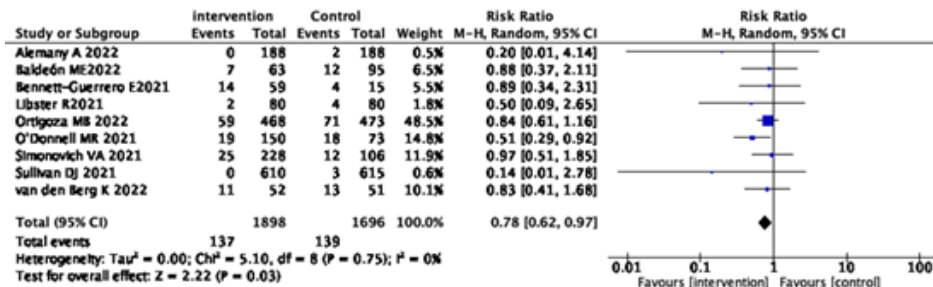 intervention Control Risk Ratio Risk Ratio
Study or Subgroup Events Total Events Total Weight M-H, Random, 95% CI M-H, Random, 95% CI
Alemany A 2022 0 188 2 188 0.5% 0.20 [0.01, 4.14]
Baldeón ME2022 7 63 12 95 6.5% 0.88 [0.37, 2.11]
Bennett-Guerrero E2021 14 59 4 15 5.5% 0.89 [0.34, 2.31]
Libster R2021 2 80 4 80 1.8% 0.50 [0.09, 2.65]
Ortigoza MB 2022 59 468 71 473 48.5% 0.84 [0.61, 1.16]
O'Donnell MR 2021 19 150 18 73 14.7% 0.51 [0.29, 0.92]
Simonovich VA 2021 25 228 12 106 11.9% 0.97 [0.51, 1.85]
Sullivan DJ 2021 0 610 3 615 0.6% 0.14 [0.01, 2.78]
van den Berg K 2022 11 52 13 51 10.1% 0.83 [0.41, 1.68]
Total (95% CI) 1898 1696 100.0% 0.78 [0.62, 0.97]
Total events 137 139
Heterogeneity: Tau² = 0.00; Chi² = 5.10, df = 8 (P = 0.75); I² = 0%
Test for overall effect: Z = 2.22 (P = 0.03)
0.01 0.1 1 10 100
Favours [intervention] Favours [control]